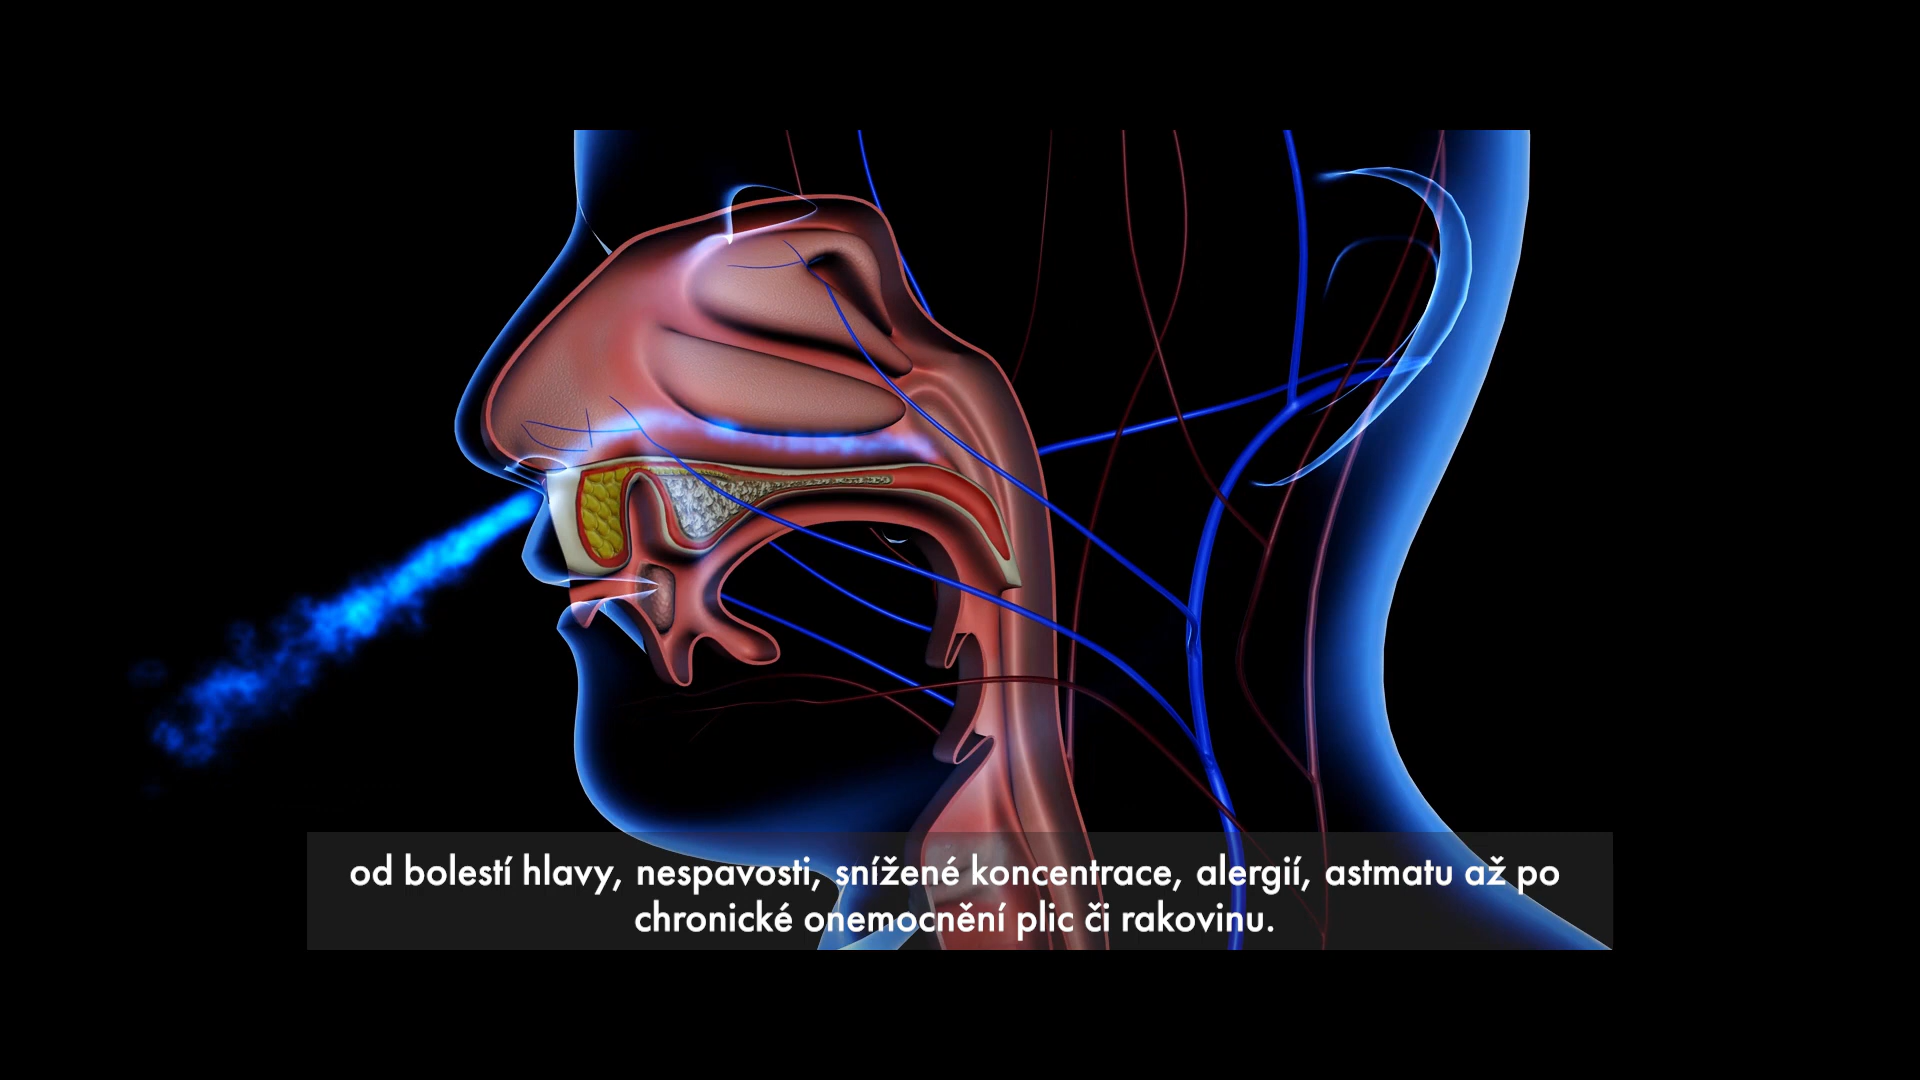 od bolestí hlavy, nespavosti, snížené koncentrace, alergií, astmatu až po
chronické onemocnění plic či rakovinu.